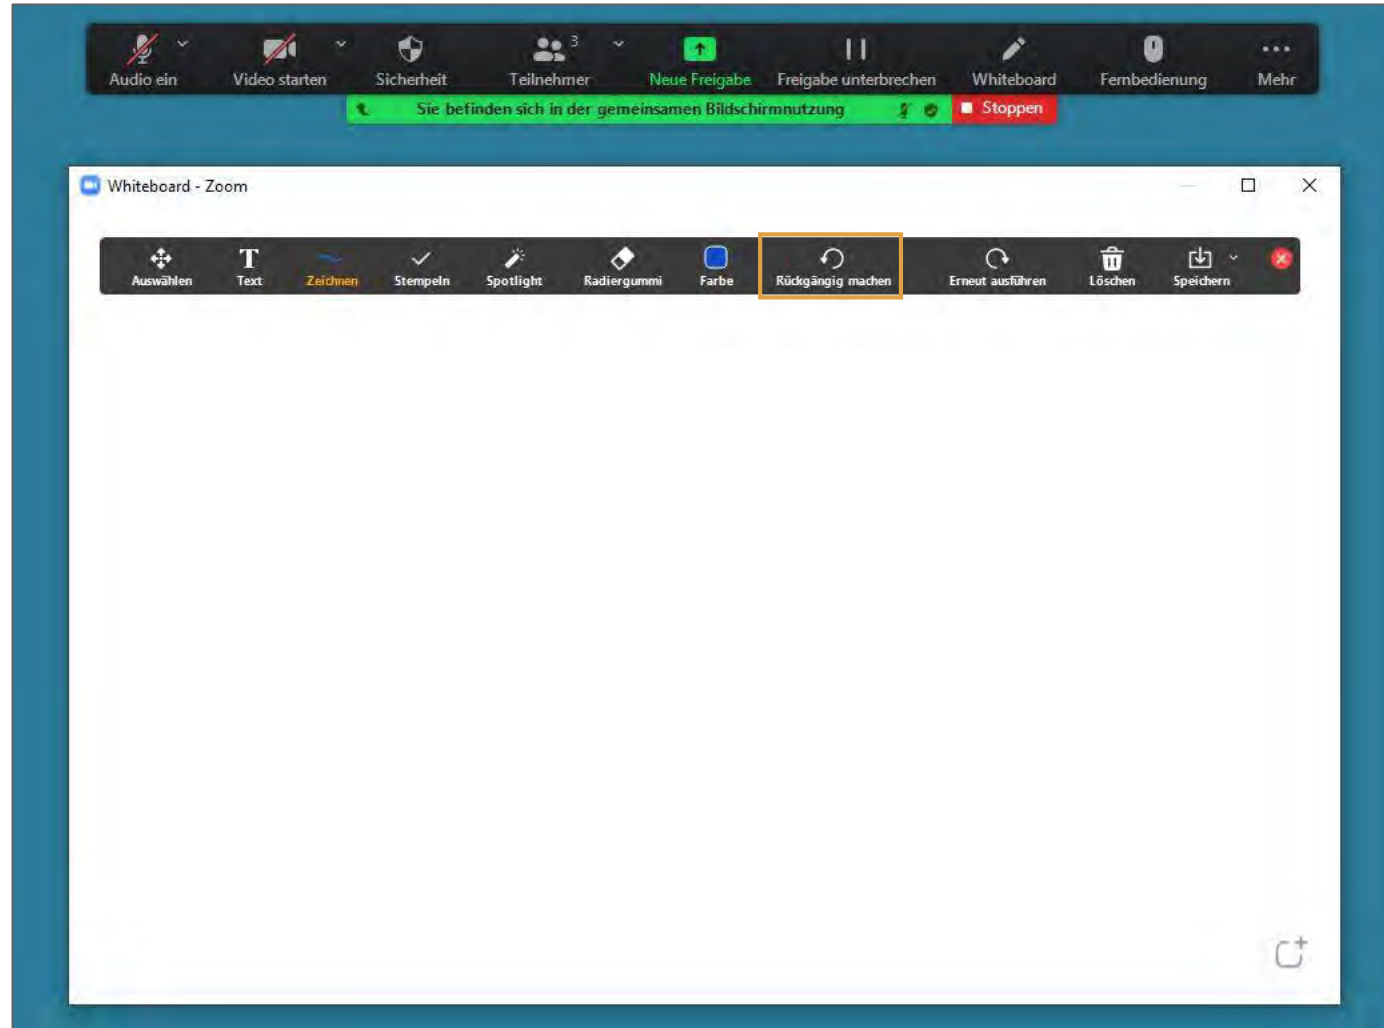 3
Audio ein Video starten Sicherheit Teilnehmer Neue Freigabe Freigabe unterbrechen Whiteboard Fernbedienung Mehr
Sie befinden sich in der gemeinsamen Bildschirmnutzung Stoppen
Whiteboard - Zoom
Auswählen Text Zeichnen Stempeln Spotlight Radiergummi Farbe Rückgängig machen Erneut ausführen Löschen Speichern